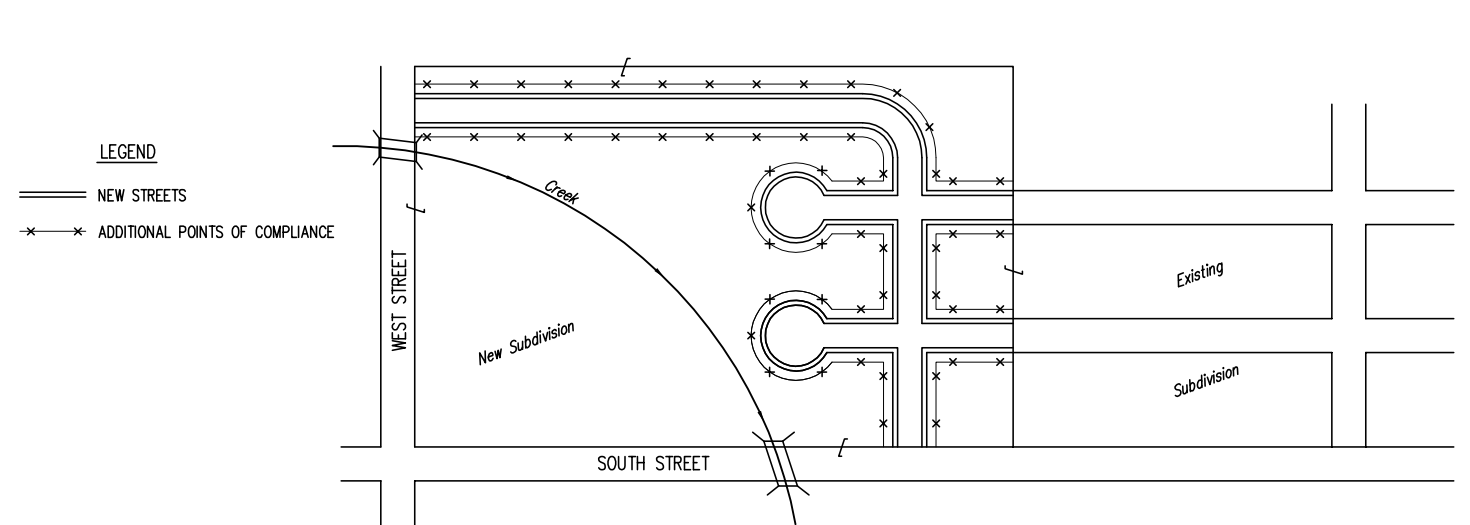 LEGEND
NEW STREETS
ADDITIONAL POINTS OF COMPLIANCE
Creek
WEST STREET
New Subdivision
Existing
Subdivision
SOUTH STREET